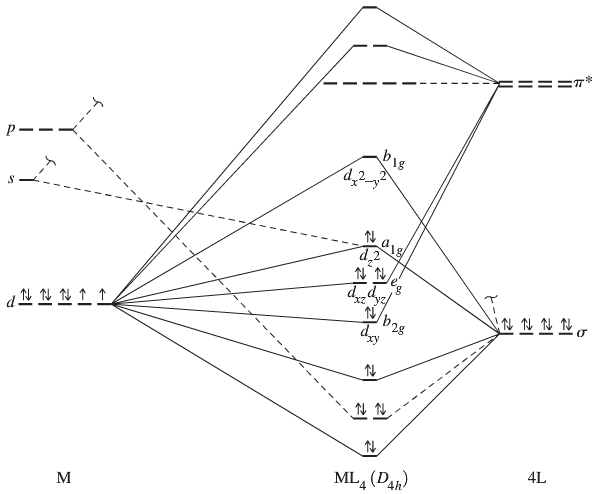 π*
p
b1g
s
dx2–y2
a1g
dz2
d
dxz dyz
eg
b2g
dxy
σ
M
ML4 (D4h)
4L